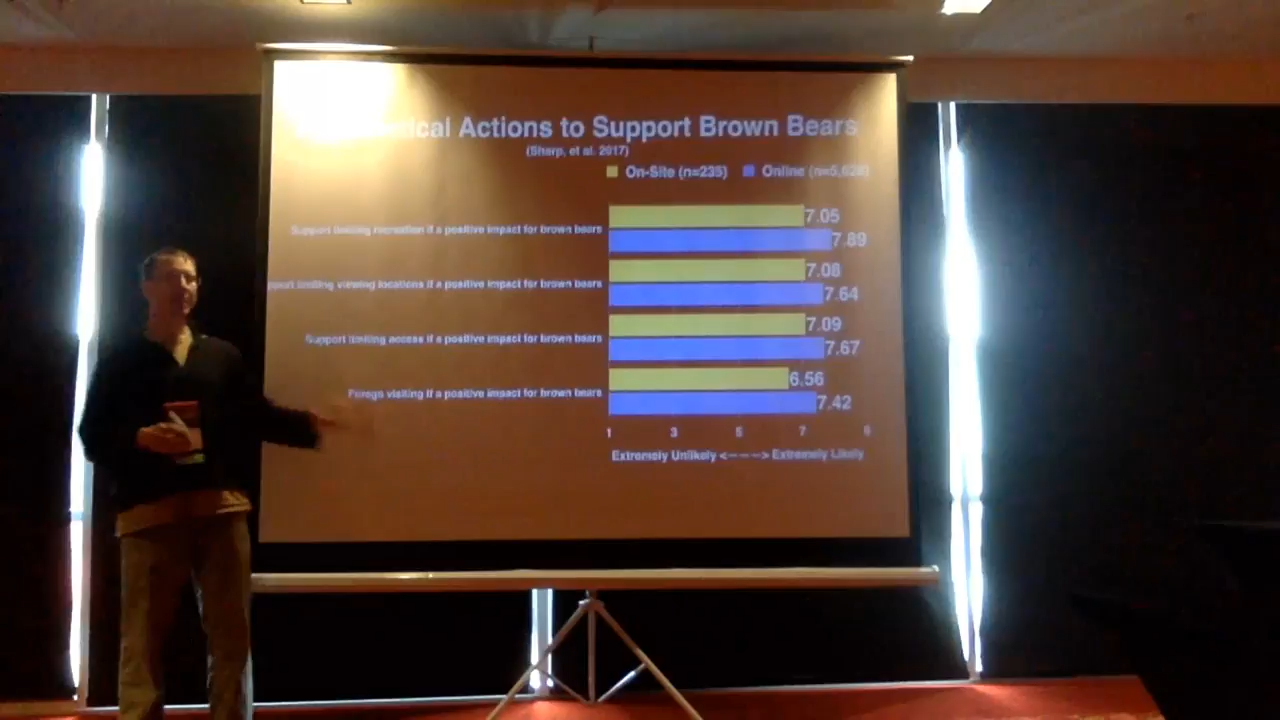 Actions to Support Brown Bears
(Sharp, et al. 2017)
On-Site (n=235) Online
Support limiting recreation if a positive impact for brown bears
7.05
7.89
limiting viewing locations if a positive impact for brown bears
7.08
7.64
Support limiting access if a positive impact for brown bears
7.09
7.67
Forego visiting if a positive impact for brown bears
6.56
7.42
1 3 5 7 9
Extremely Unlikely <----> Extremely Likely